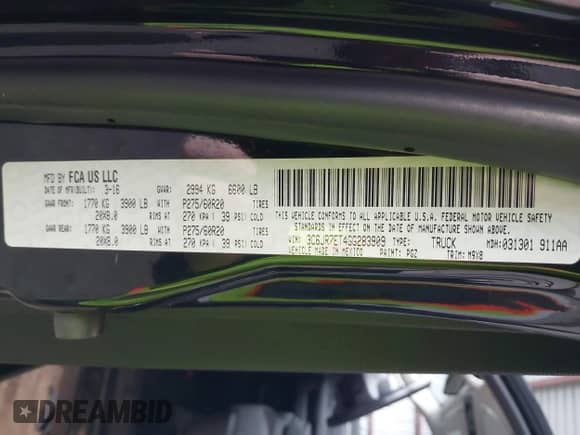 MFD BY FCA US LLC
DATE OF MFR(BUILT): 3-16 GVWR: 2994 KG 6600 LB
GAWR FRONT: 1770 KG 3900 LB WITH P275/60R20
20X8.0 RIMS AT 270 KPA ( 39 PSI) COLD
GAWR REAR: 1770 KG 3900 LB WITH P275/60R20
20X8.0 RIMS AT 270 KPA ( 39 PSI) COLD
THIS VEHICLE CONFORMS TO ALL APPLICABLE U.S.A. FEDERAL MOTOR VEHICLE SAFETY
STANDARDS IN EFFECT ON THE DATE OF MANUFACTURE SHOWN ABOVE.
VIN: 3C6JR7ET4GG283909 TYPE: TRUCK MDH:031301 911AA
VEHICLE MADE IN MEXICO PAINT: PGZ TRIM: M9X8
DREAMBID